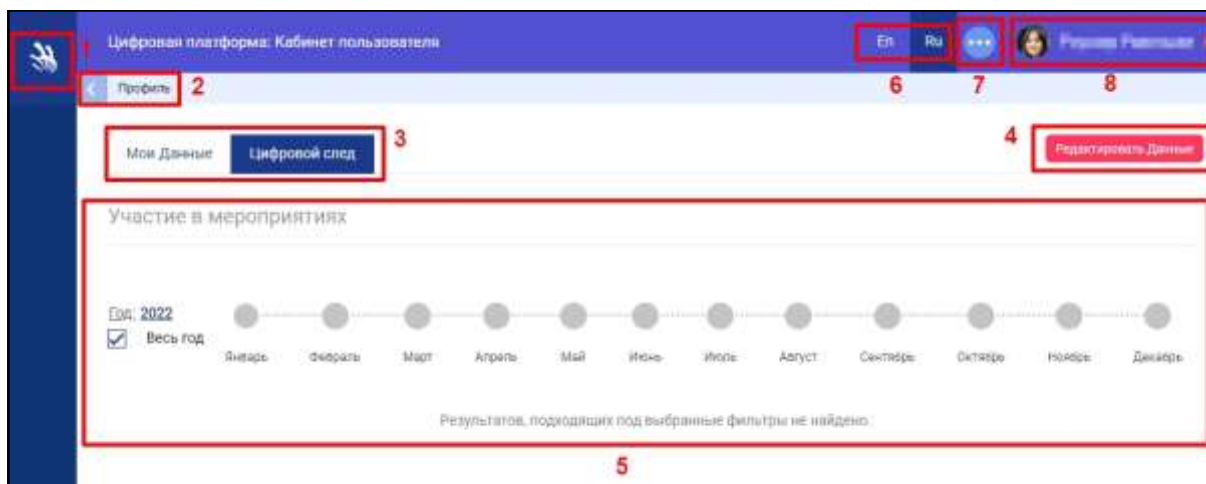 1
Цифровая платформа: Кабинет пользователя
En Ru
6 7 8
Профиль 2
Мои Данные Цифровой след 3
4 Редактировать Данные
Участие в мероприятиях
Год: 2022
Весь год
Январь Февраль Март Апрель Май Июнь Июль Август Сентябрь Октябрь Ноябрь Декабрь
Результатов, подходящих под выбранные фильтры не найдено.
5